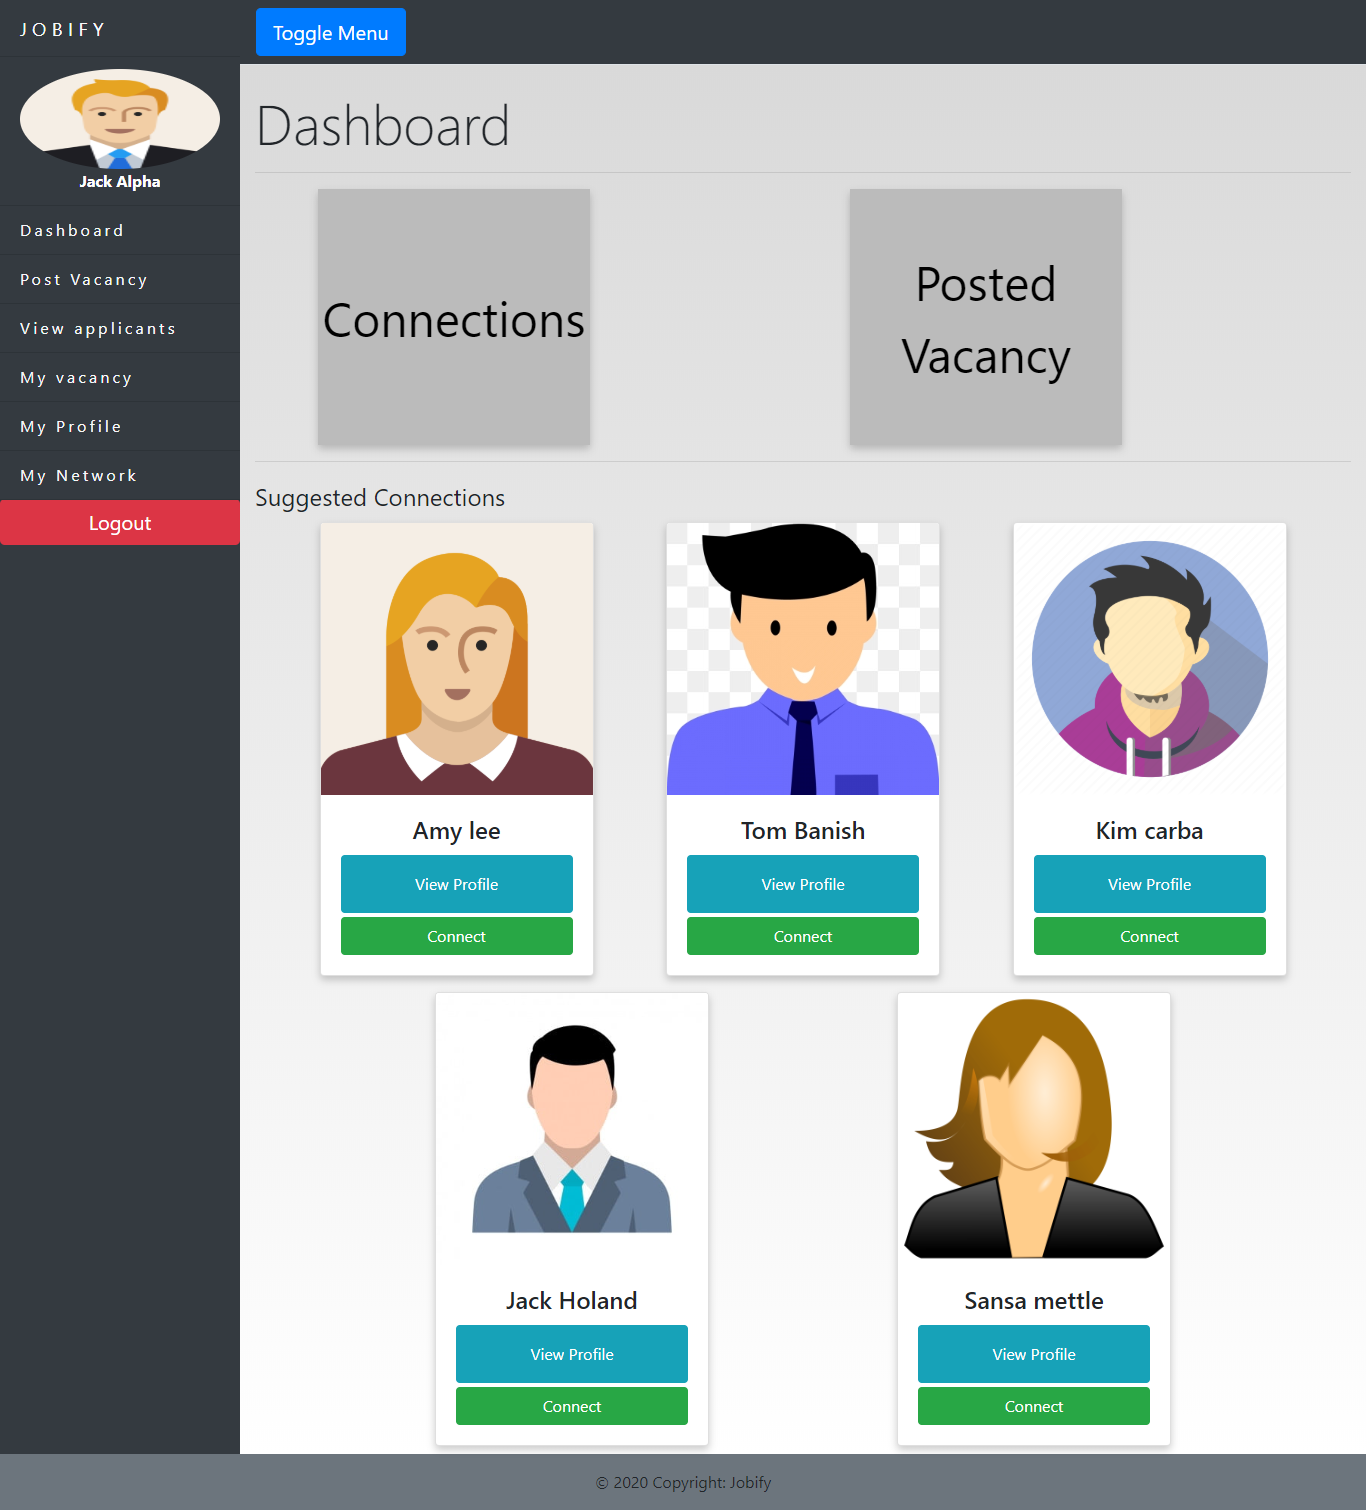 JOBIFY
Toggle Menu
Jack Alpha
Dashboard
Post Vacancy
View applicants
My vacancy
My Profile
My Network
Logout
Dashboard
Connections
Posted
Vacancy
Suggested Connections
Amy lee
View Profile
Connect
Tom Banish
View Profile
Connect
Kim carba
View Profile
Connect
Jack Holand
View Profile
Connect
Sansa mettle
View Profile
Connect
© 2020 Copyright: Jobify